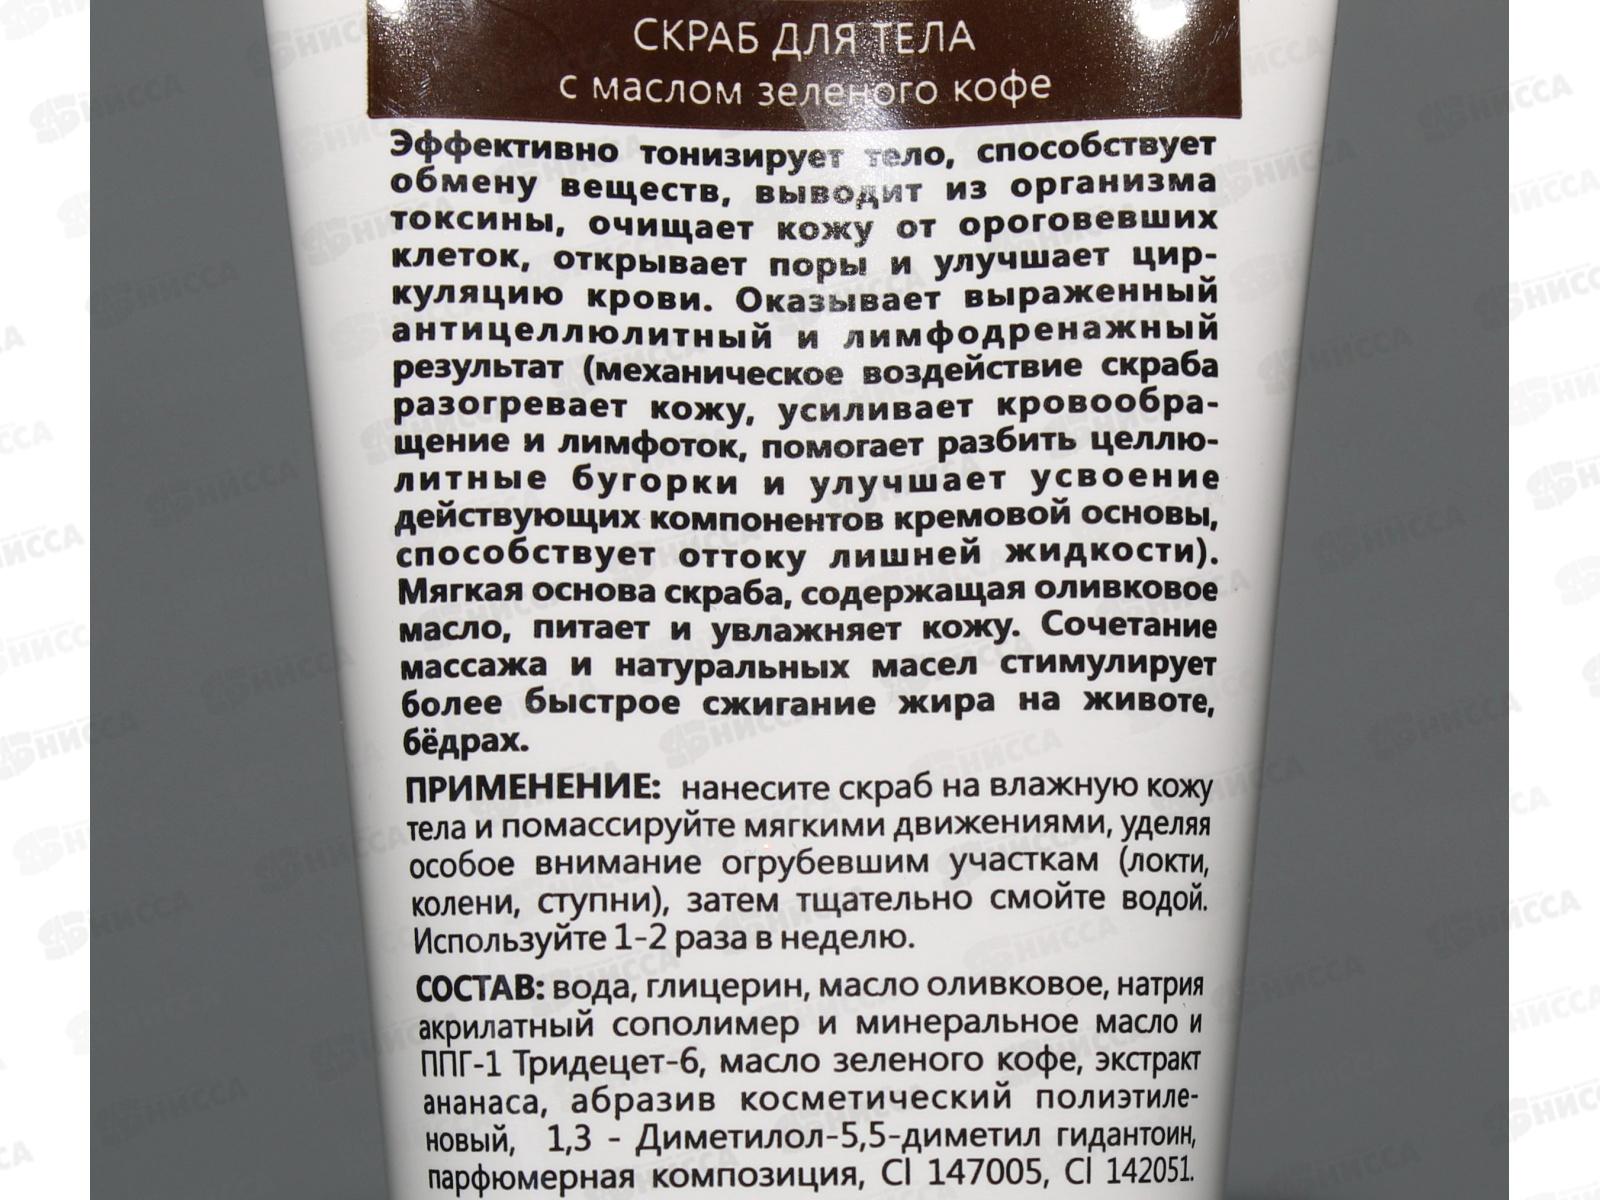 СКРАБ ДЛЯ ТЕЛА
с маслом зеленого кофе
Эффективно тонизирует тело, способствует
обмену веществ, выводит из организма
токсины, очищает кожу от ороговевших
клеток, открывает поры и улучшает цир-
куляцию крови. Оказывает выраженный
антицеллюлитный и лимфодренажный
результат (механическое воздействие скраба
разогревает кожу, усиливает кровообра-
щение и лимфоток, помогает разбить целлю-
литные бугорки и улучшает усвоение
действующих компонентов кремовой основы,
способствует оттоку лишней жидкости).
Мягкая основа скраба, содержащая оливковое
масло, питает и увлажняет кожу. Сочетание
массажа и натуральных масел стимулирует
более быстрое сжигание жира на животе,
бёдрах.
ПРИМЕНЕНИЕ: нанесите скраб на влажную кожу
тела и помассируйте мягкими движениями, уделяя
особое внимание огрубевшим участкам (локти,
колени, ступни), затем тщательно смойте водой.
Используйте 1-2 раза в неделю.
СОСТАВ: вода, глицерин, масло оливковое, натрия
акрилатный сополимер и минеральное масло и
ППГ-1 Тридецет-6, масло зеленого кофе, экстракт
ананаса, абразив косметический полиэтиле-
новый, 1,3 - Диметилол-5,5-диметил гидантоин,
парфюмерная композиция, Cl 147005, Cl 142051.
НИССА